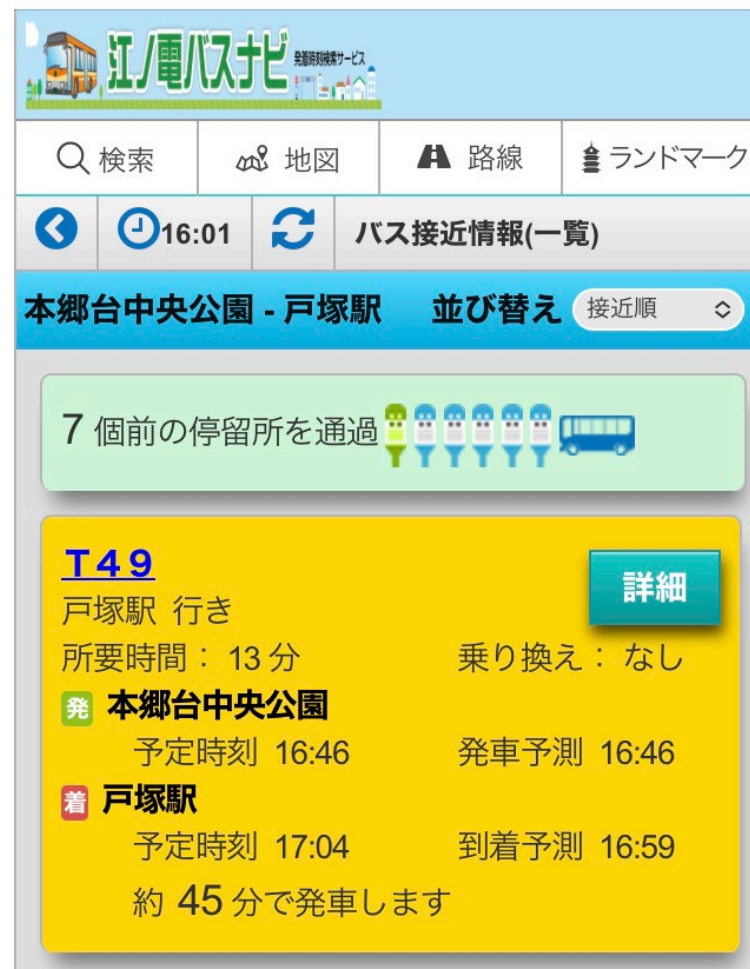 江ノ電バスナビ 発着時刻検索サービス
検索 地図 路線 ランドマーク
16:01 バス接近情報(一覧)
本郷台中央公園 - 戸塚駅 並び替え 接近順
7 個前の停留所を通過
T49
詳細
戸塚駅 行き
所要時間： 13 分 乗り換え： なし
発 本郷台中央公園
予定時刻 16:46 発車予測 16:46
着 戸塚駅
予定時刻 17:04 到着予測 16:59
約 45 分で発車します